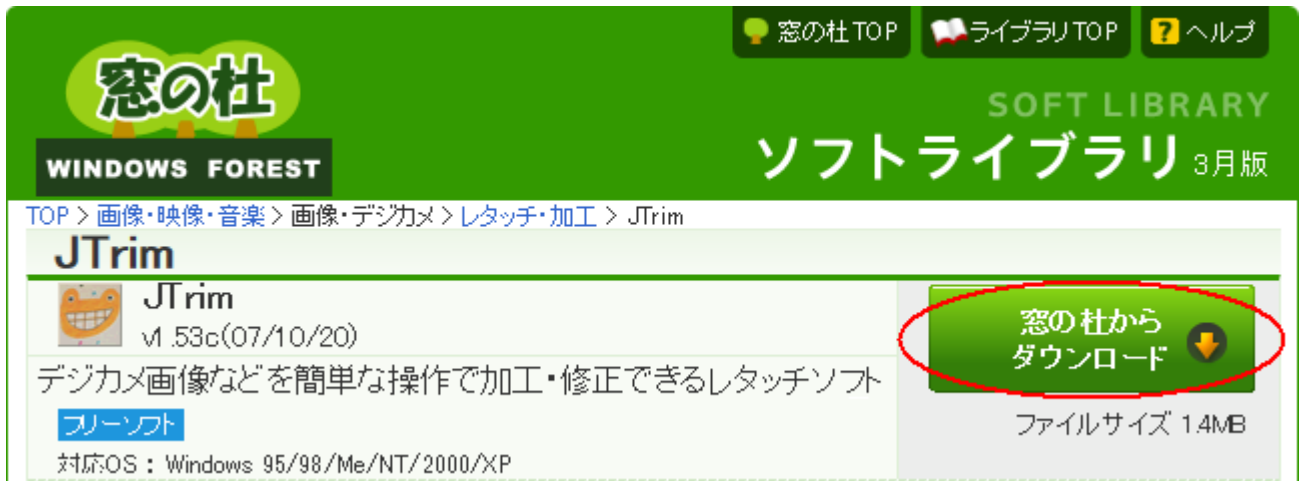 窓の杜TOP ライブラリTOP ?ヘルプ
窓の杜
WINDOWS FOREST
SOFT LIBRARY
ソフトライブラリ 3月版
TOP > 画像・映像・音楽 > 画像・デジカメ > レタッチ・加工 > JTrim
JTrim
JTrim
v1.53c(07/10/20)
デジカメ画像などを簡単な操作で加工・修正できるレタッチソフト
フリーソフト
対応OS：Windows 95/98/Me/NT/2000/XP
窓の杜から
ダウンロード
ファイルサイズ 1.4MB